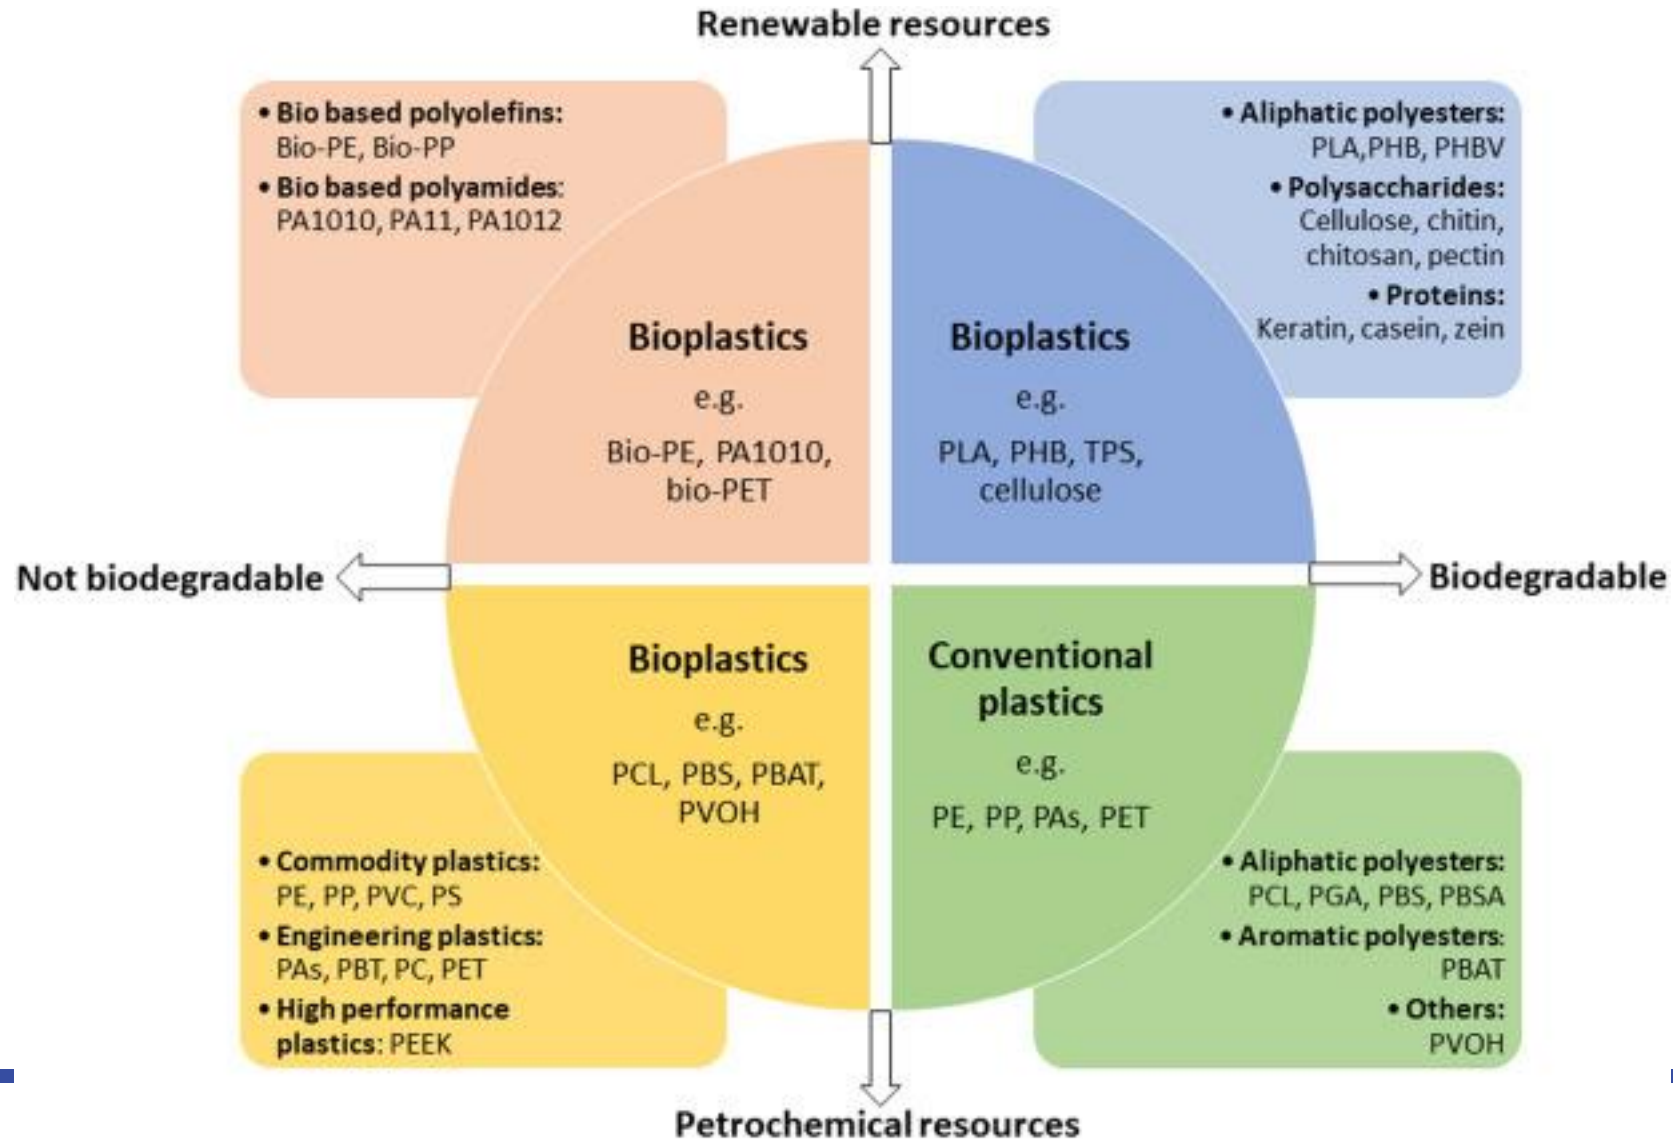 Renewable resources
• Bio based polyolefins:
Bio-PE, Bio-PP
• Bio based polyamides:
PA1010, PA11, PA1012
• Aliphatic polyesters:
PLA,PHB, PHBV
• Polysaccharides:
Cellulose, chitin,
chitosan, pectin
• Proteins:
Keratin, casein, zein
Bioplastics
e.g.
Bio-PE, PA1010,
bio-PET
Bioplastics
e.g.
PLA, PHB, TPS,
cellulose
Not biodegradable
Biodegradable
Bioplastics
e.g.
PCL, PBS, PBAT,
PVOH
Conventional
plastics
e.g.
PE, PP, PAs, PET
• Commodity plastics:
PE, PP, PVC, PS
• Engineering plastics:
PAs, PBT, PC, PET
• High performance
plastics: PEEK
• Aliphatic polyesters:
PCL, PGA, PBS, PBSA
• Aromatic polyesters:
PBAT
• Others:
PVOH
Petrochemical resources